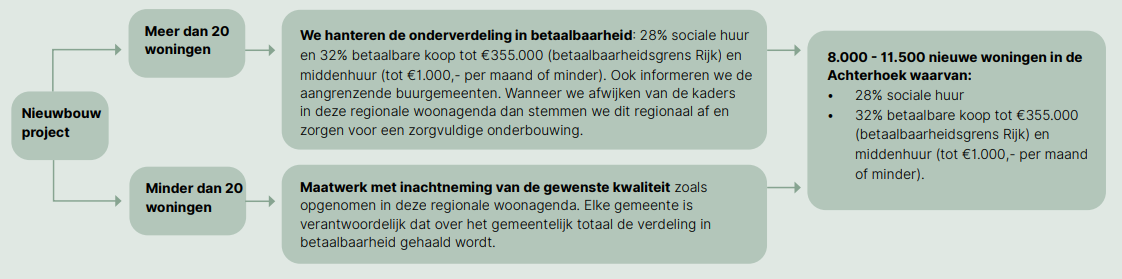 Nieuwbouw
project
Meer dan 20
woningen
We hanteren de onderverdeling in betaalbaarheid: 28% sociale huur
en 32% betaalbare koop tot €355.000 (betaalbaarheidsgrens Rijk) en
middenhuur (tot €1.000,- per maand of minder). Ook informeren we de
aangrenzende buurgemeenten. Wanneer we afwijken van de kaders
in deze regionale woonagenda dan stemmen we dit regionaal af en
zorgen voor een zorgvuldige onderbouwing.
Minder dan 20
woningen
Maatwerk met inachtneming van de gewenste kwaliteit zoals
opgenomen in deze regionale woonagenda. Elke gemeente is
verantwoordelijk dat over het gemeentelijk totaal de verdeling in
betaalbaarheid gehaald wordt.
8.000 - 11.500 nieuwe woningen in de
Achterhoek waarvan:
• 28% sociale huur
• 32% betaalbare koop tot €355.000
(betaalbaarheidsgrens Rijk) en
middenhuur (tot €1.000,- per maand
of minder).